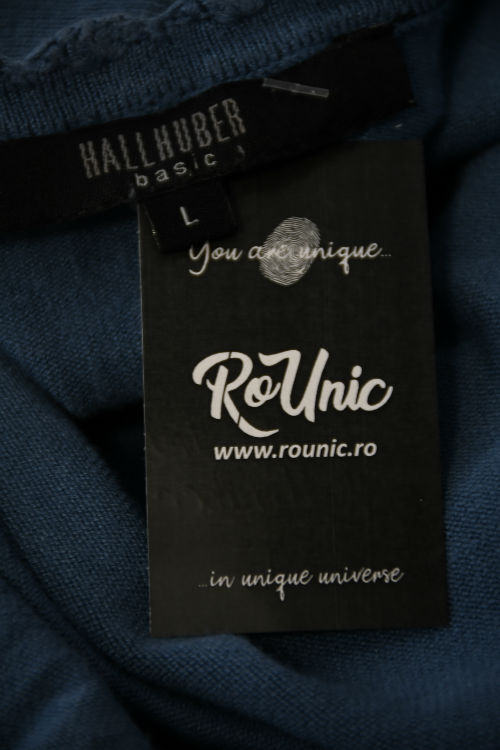 HALLHUBER
basic
L
You are unique...
RoUnic
www.rounic.ro
...in unique universe